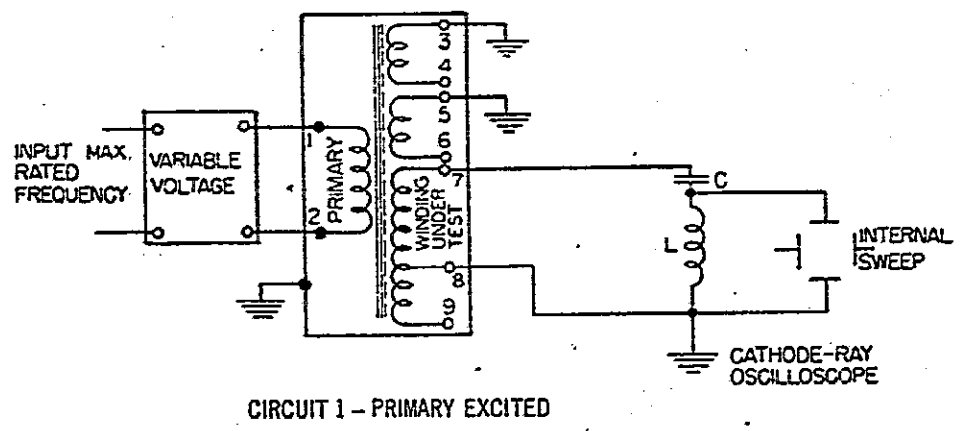 3
4
5
6
7
8
9
1
2
PRIMARY
WINDING
UNDER
TEST
INPUT MAX.
RATED
FREQUENCY
VARIABLE
VOLTAGE
C
L
INTERNAL
SWEEP
CATHODE-RAY
OSCILLOSCOPE
CIRCUIT 1 – PRIMARY EXCITED